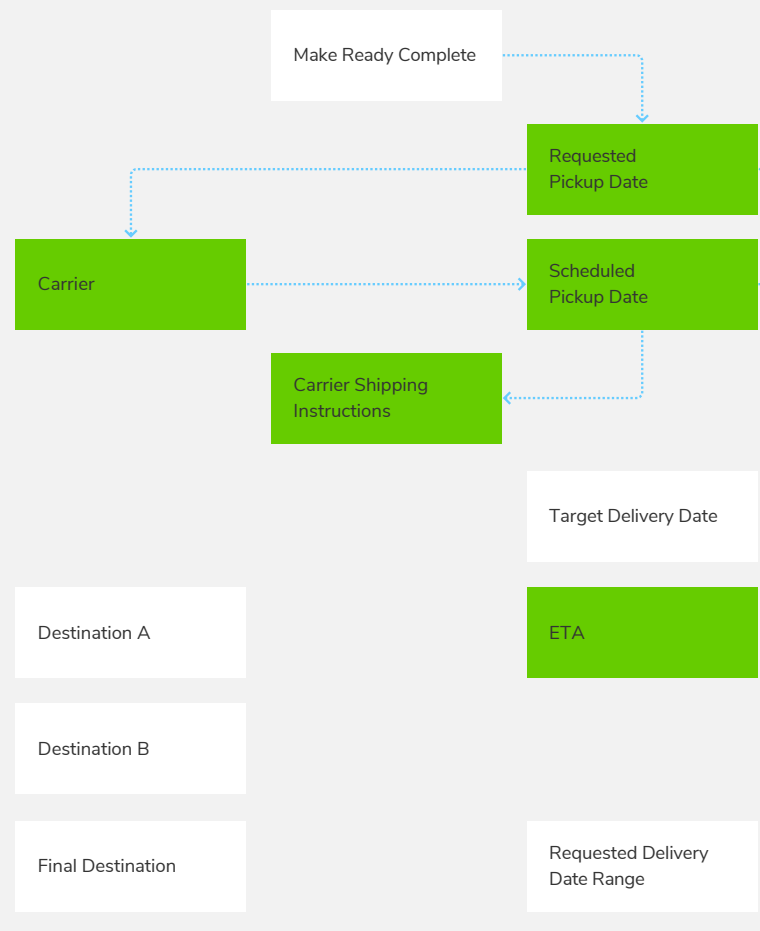 Make Ready Complete
Requested
Pickup Date
Carrier
Scheduled
Pickup Date
Carrier Shipping
Instructions
Target Delivery Date
Destination A
ETA
Destination B
Final Destination
Requested Delivery
Date Range